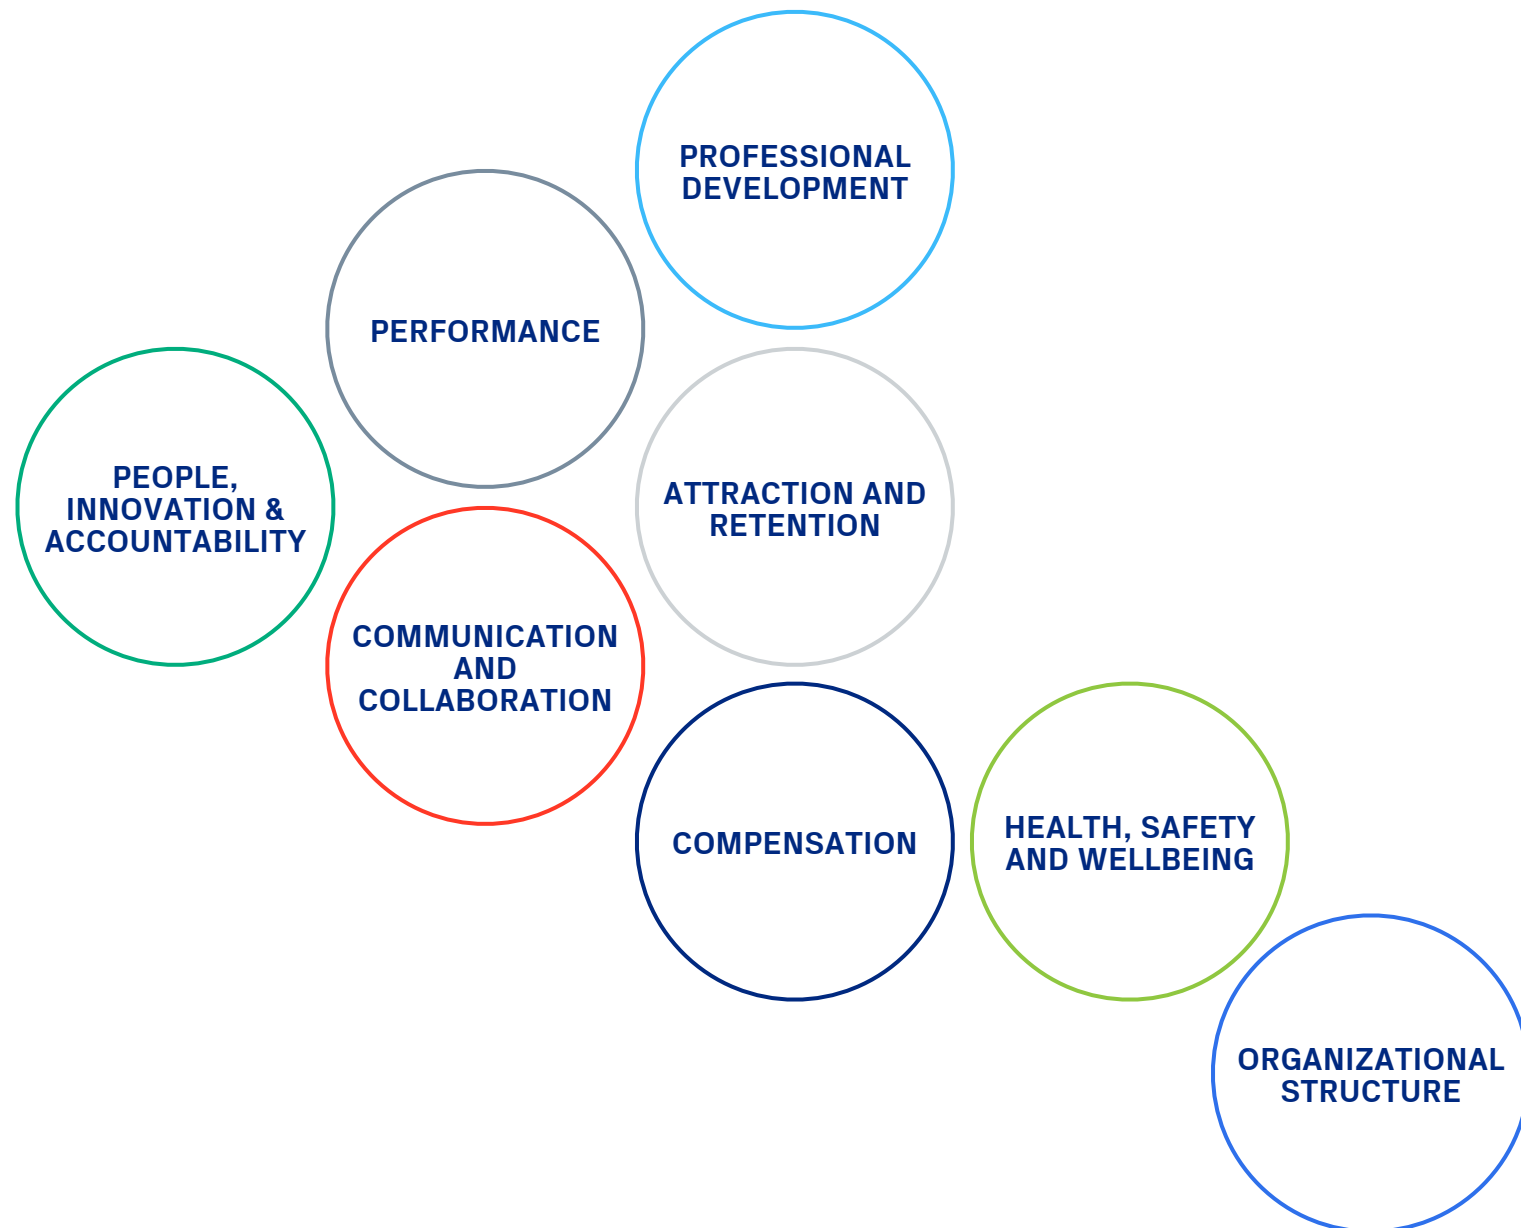 PROFESSIONAL
DEVELOPMENT
PERFORMANCE
PEOPLE,
INNOVATION &
ACCOUNTABILITY
ATTRACTION AND
RETENTION
COMMUNICATION
AND
COLLABORATION
COMPENSATION
HEALTH, SAFETY
AND WELLBEING
ORGANIZATIONAL
STRUCTURE